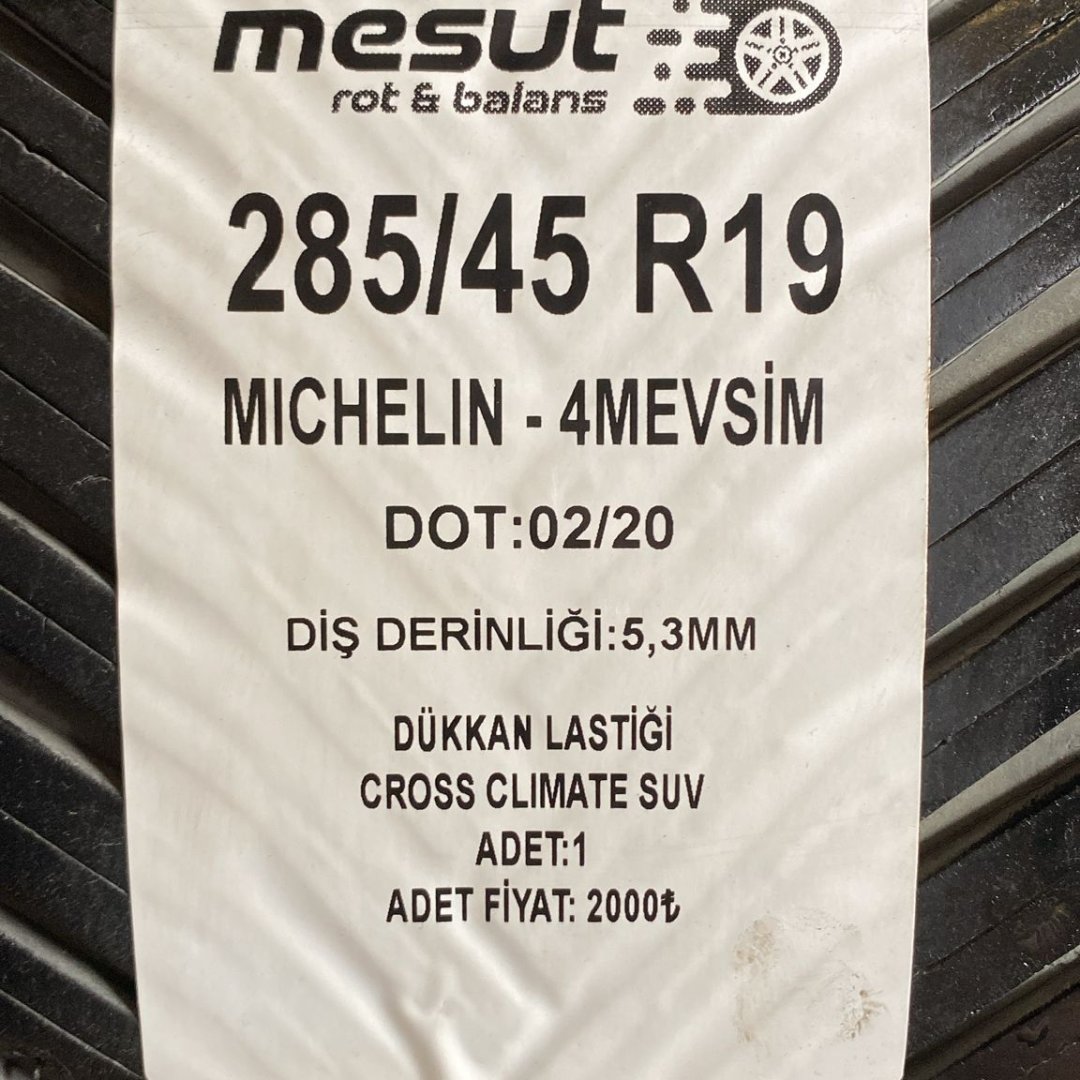 mesut
rot & balans
285/45 R19
MICHELIN - 4MEVSİM
DOT:02/20
DİŞ DERİNLİĞİ:5,3MM
DÜKKAN LASTİĞİ
CROSS CLIMATE SUV
ADET:1
ADET FİYAT: 2000₺